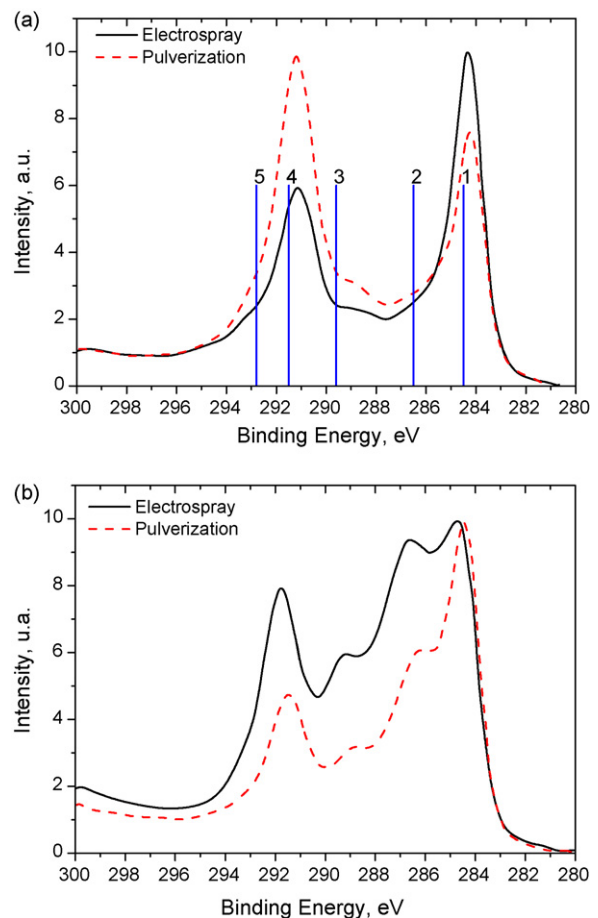 (a)
Electrospray
Pulverization
10
8
6
4
2
0
5 4 3 2 1
Intensity, a.u.
300 298 296 294 292 290 288 286 284 282 280
Binding Energy, eV
(b)
Electrospray
Pulverization
10
8
6
4
2
0
Intensity, u.a.
300 298 296 294 292 290 288 286 284 282 280
Binding Energy, eV